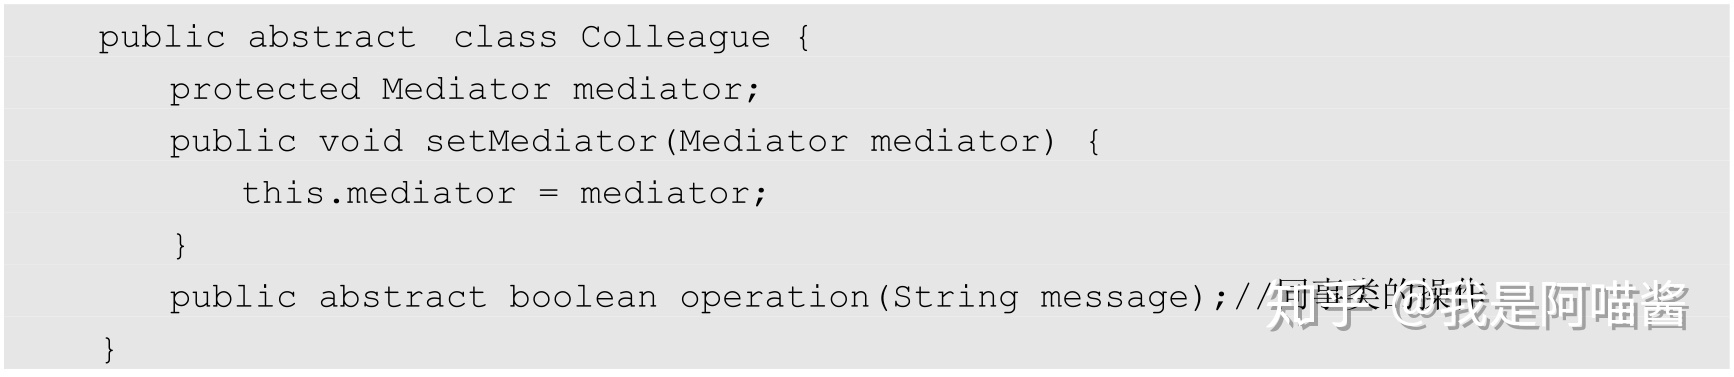 public abstract  class Colleague {
    protected Mediator mediator;
    public void setMediator(Mediator mediator) {
        this.mediator = mediator;
    }
    public abstract boolean operation(String message);//同事类的操作
}
知乎 @我是阿喵酱